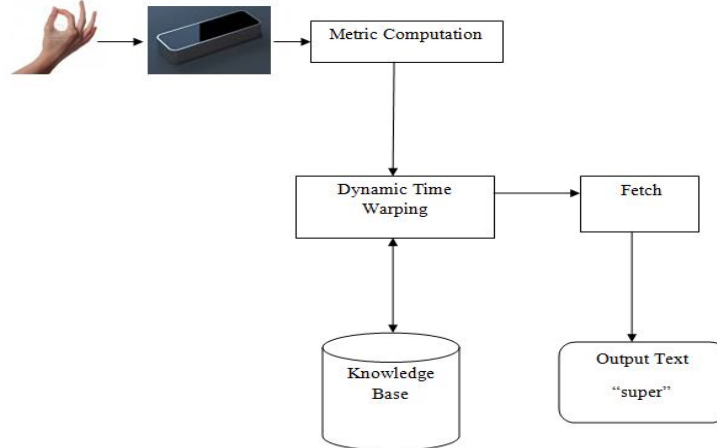 Metric Computation
Dynamic Time
Warping
Fetch
Knowledge
Base
Output Text
“super”